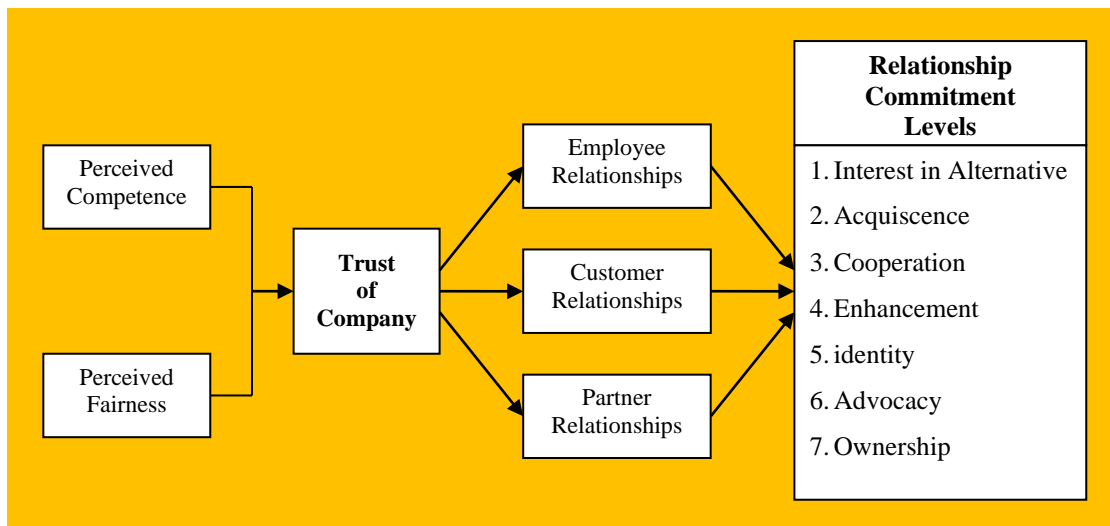 Perceived
Competence
Perceived
Fairness
Trust
of
Company
Employee
Relationships
Customer
Relationships
Partner
Relationships
Relationship
Commitment
Levels
1. Interest in Alternative
2. Acquiscence
3. Cooperation
4. Enhancement
5. identity
6. Advocacy
7. Ownership